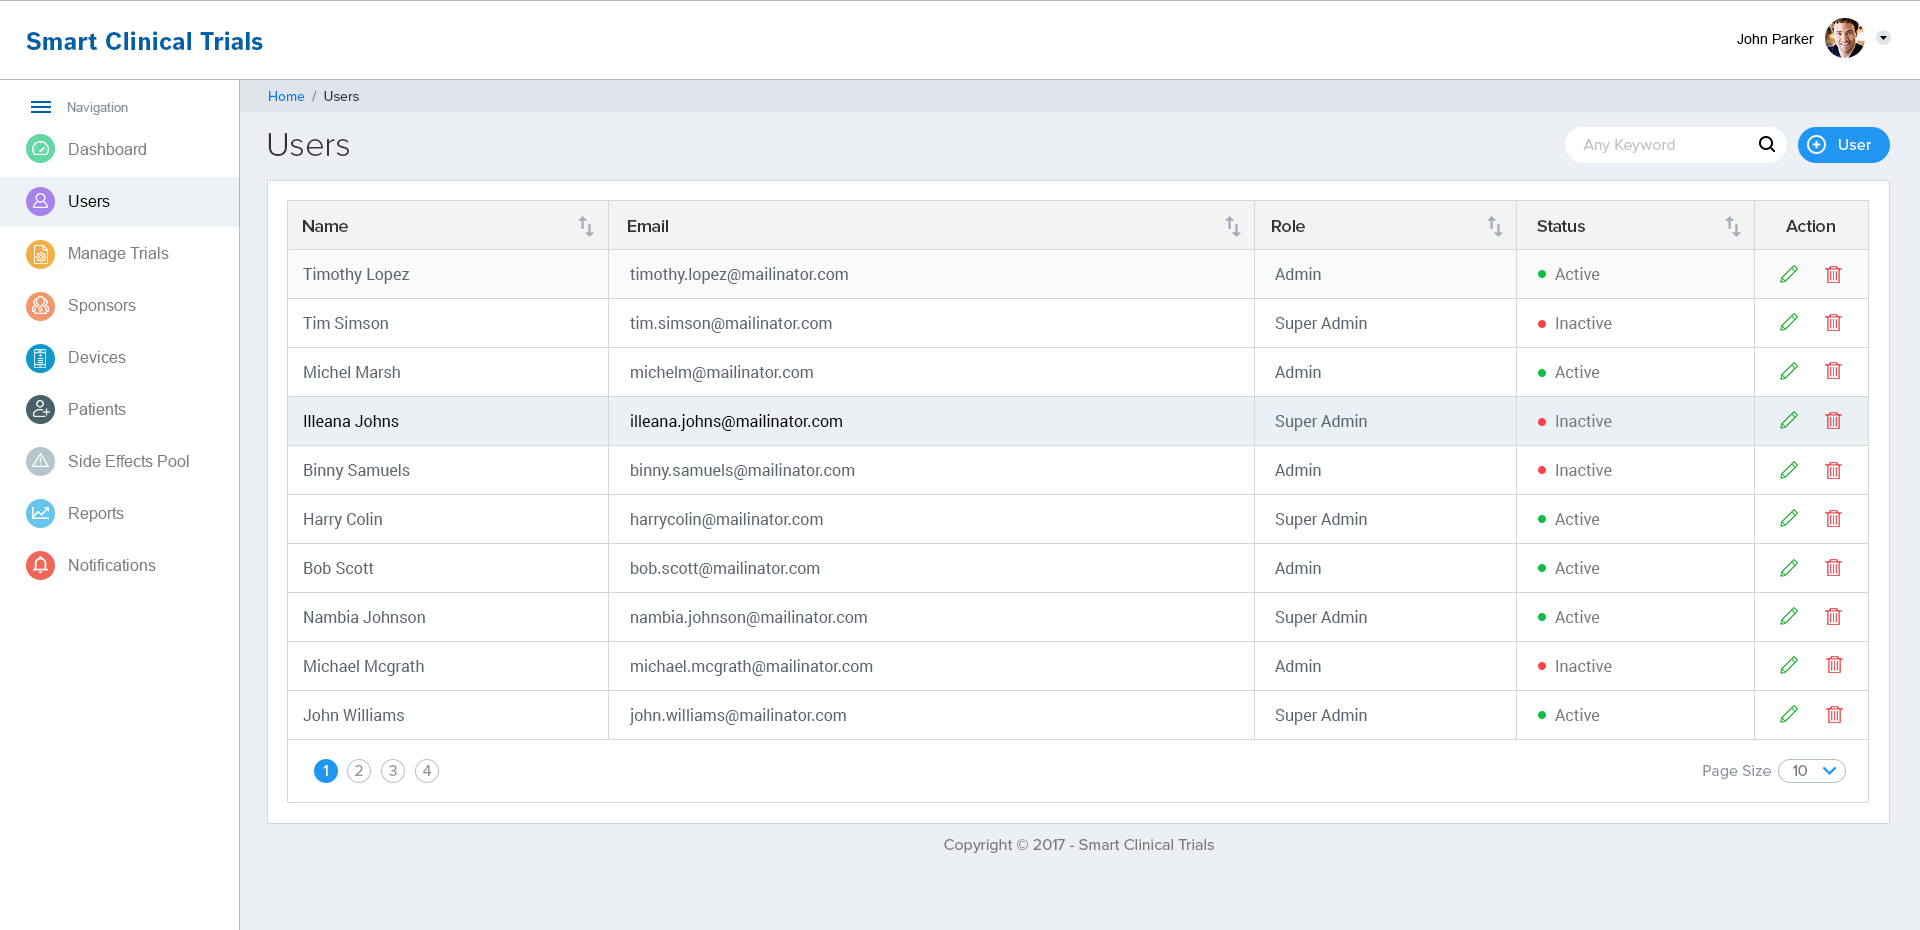 Smart Clinical Trials
John Parker
Navigation
Dashboard
Users
Manage Trials
Sponsors
Devices
Patients
Side Effects Pool
Reports
Notifications
Home / Users
Users
Any Keyword
User
Name Email Role Status Action
Timothy Lopez timothy.lopez@mailinator.com Admin Active
Tim Simson tim.simson@mailinator.com Super Admin Inactive
Michel Marsh michelm@mailinator.com Admin Active
Illeana Johns illeana.johns@mailinator.com Super Admin Inactive
Binny Samuels binny.samuels@mailinator.com Admin Inactive
Harry Colin harrycolin@mailinator.com Super Admin Active
Bob Scott bob.scott@mailinator.com Admin Active
Nambia Johnson nambia.johnson@mailinator.com Super Admin Active
Michael Mcgrath michael.mcgrath@mailinator.com Admin Inactive
John Williams john.williams@mailinator.com Super Admin Active
1 2 3 4 Page Size 10
Copyright © 2017 - Smart Clinical Trials